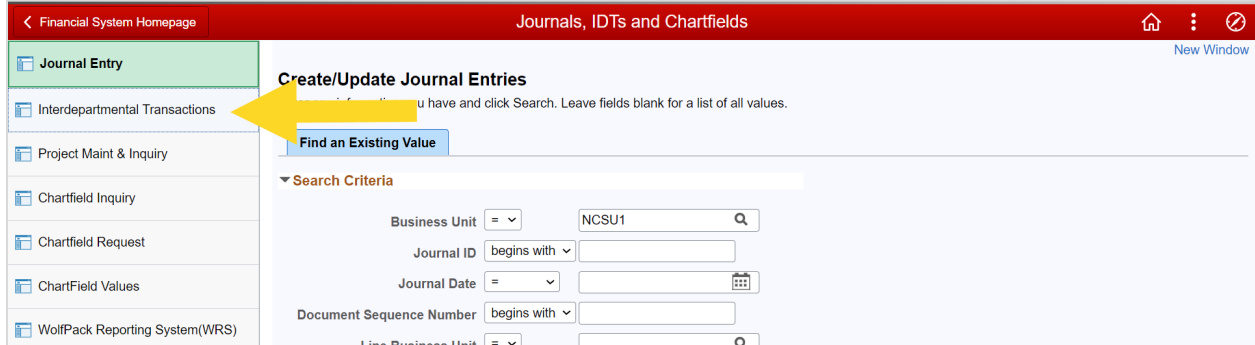 Financial System Homepage
Journals, IDTs and Chartfields
New Window
Journal Entry
Interdepartmental Transactions
Project Maint & Inquiry
Chartfield Inquiry
Chartfield Request
ChartField Values
WolfPack Reporting System(WRS)
Create/Update Journal Entries
have and click Search. Leave fields blank for a list of all values.
Find an Existing Value
Search Criteria
Business Unit = NCSU1
Journal ID begins with
Journal Date =
Document Sequence Number begins with
Line Business Unit =